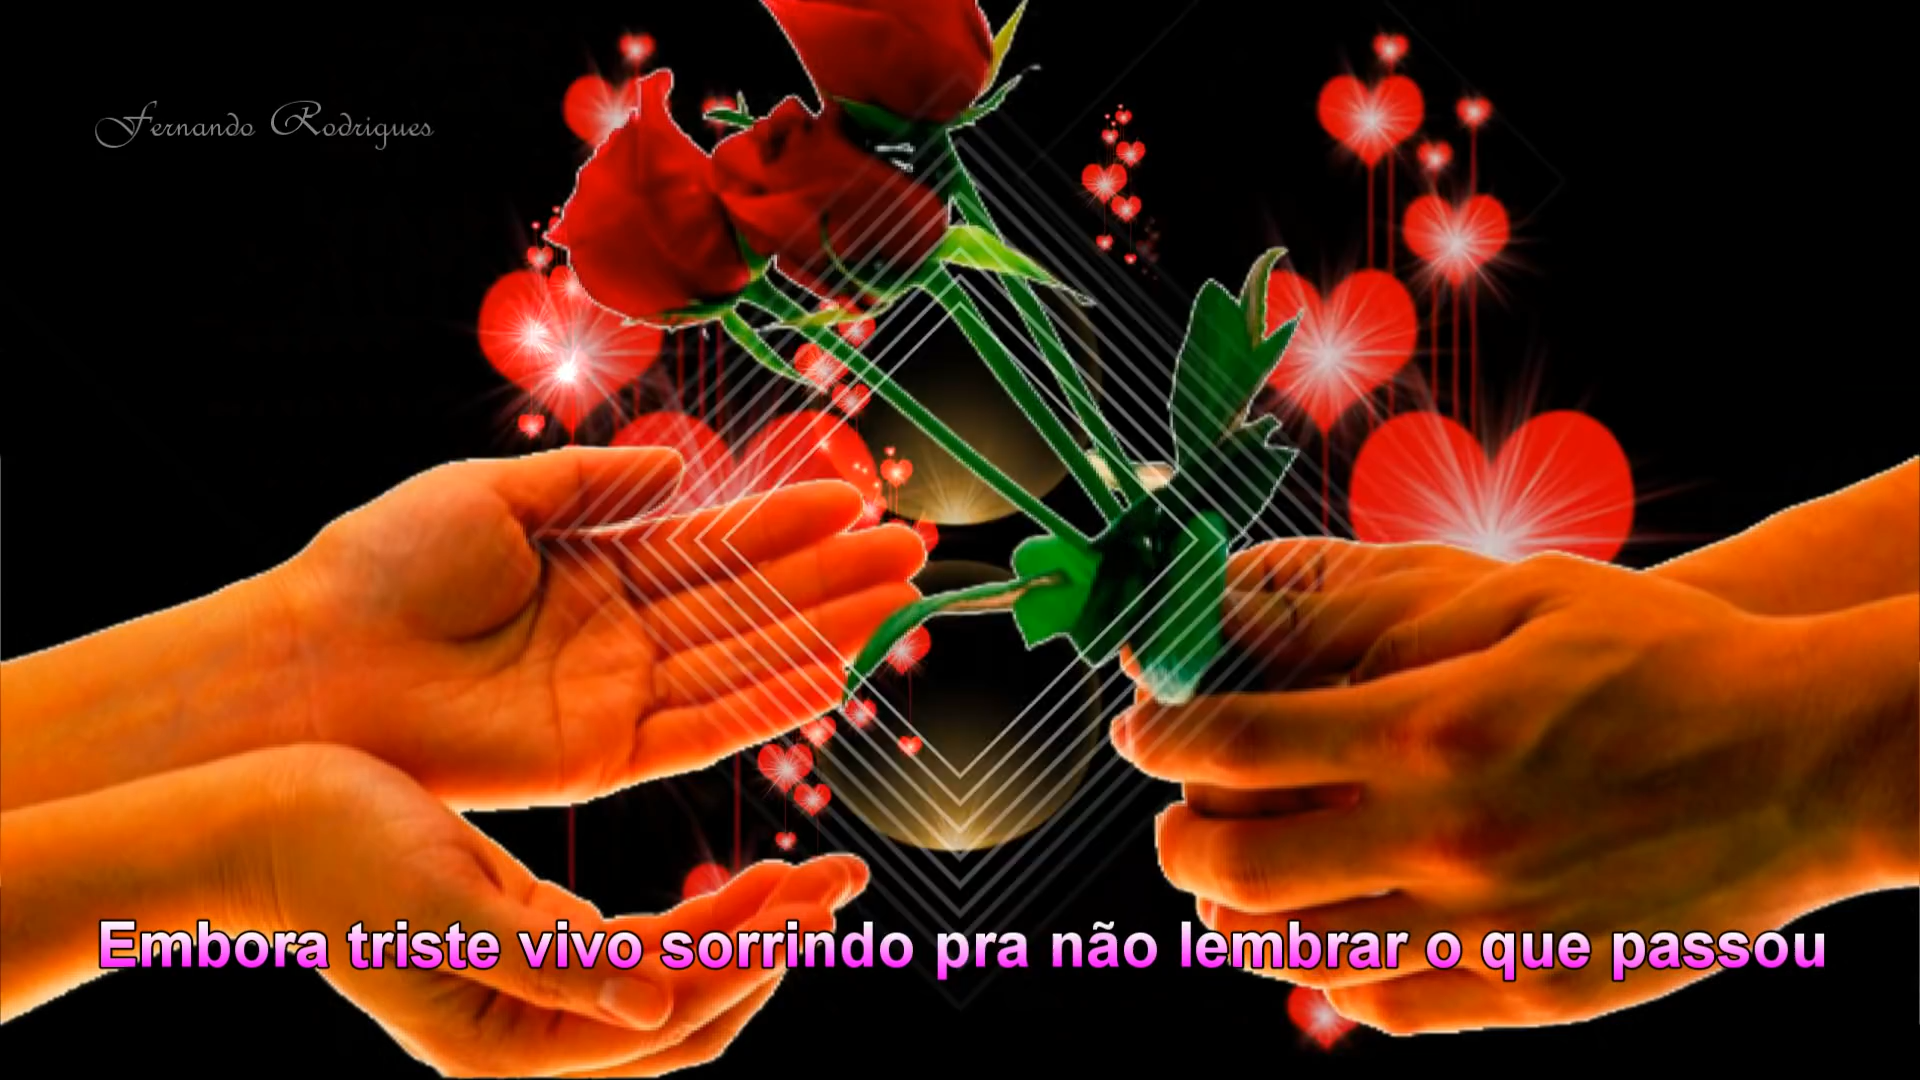 Fernando Rodrigues
Embora triste vivo sorrindo pra não lembrar o que passou